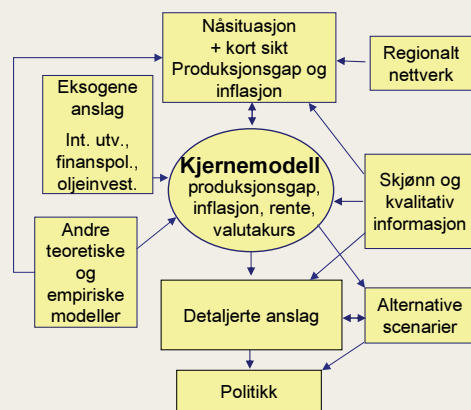 Nåsituasjon
+ kort sikt
Produksjonsgap og
inflasjon
Regionalt
nettverk
Eksogene
anslag
Int. utv.,
finanspol.,
oljeinvest.
Kjernemodell
produksjonsgap,
inflasjon, rente,
valutakurs
Skjønn og
kvalitativ
informasjon
Andre
teoretiske
og
empiriske
modeller
Detaljerte anslag
Alternative
scenarier
Politikk